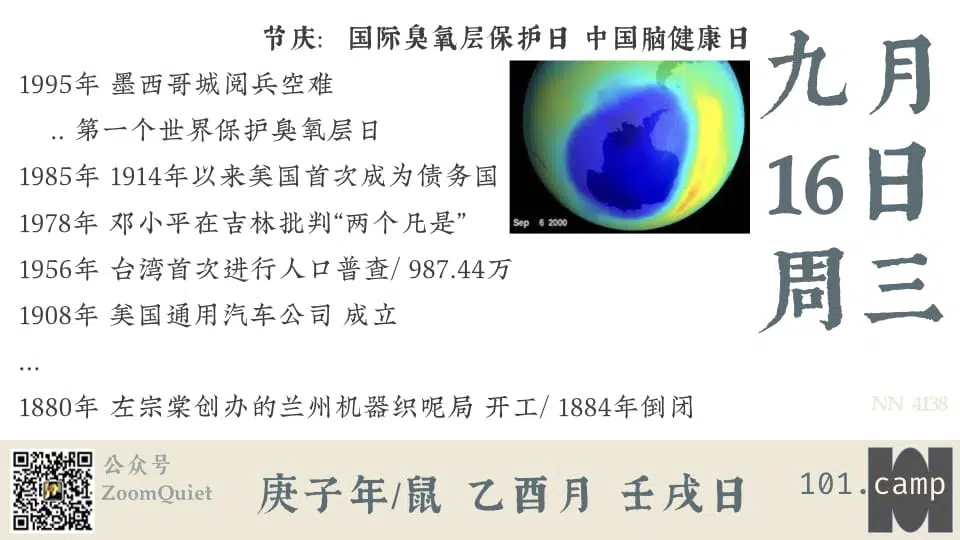 节庆: 国际臭氧层保护日 中国脑健康日
九月
16日
周三
1995年 墨西哥城阅兵空难
.. 第一个世界保护臭氧层日
1985年 1914年以来美国首次成为债务国
1978年 邓小平在吉林批判“两个凡是”
1956年 台湾首次进行人口普查/ 987.44万
1908年 美国通用汽车公司 成立
...
1880年 左宗棠创办的兰州机器织呢局 开工/ 1884年倒闭
Sep 6 2000
NN 4138
公众号
ZoomQuiet
庚子年/鼠 乙酉月 壬戌日
101.camp